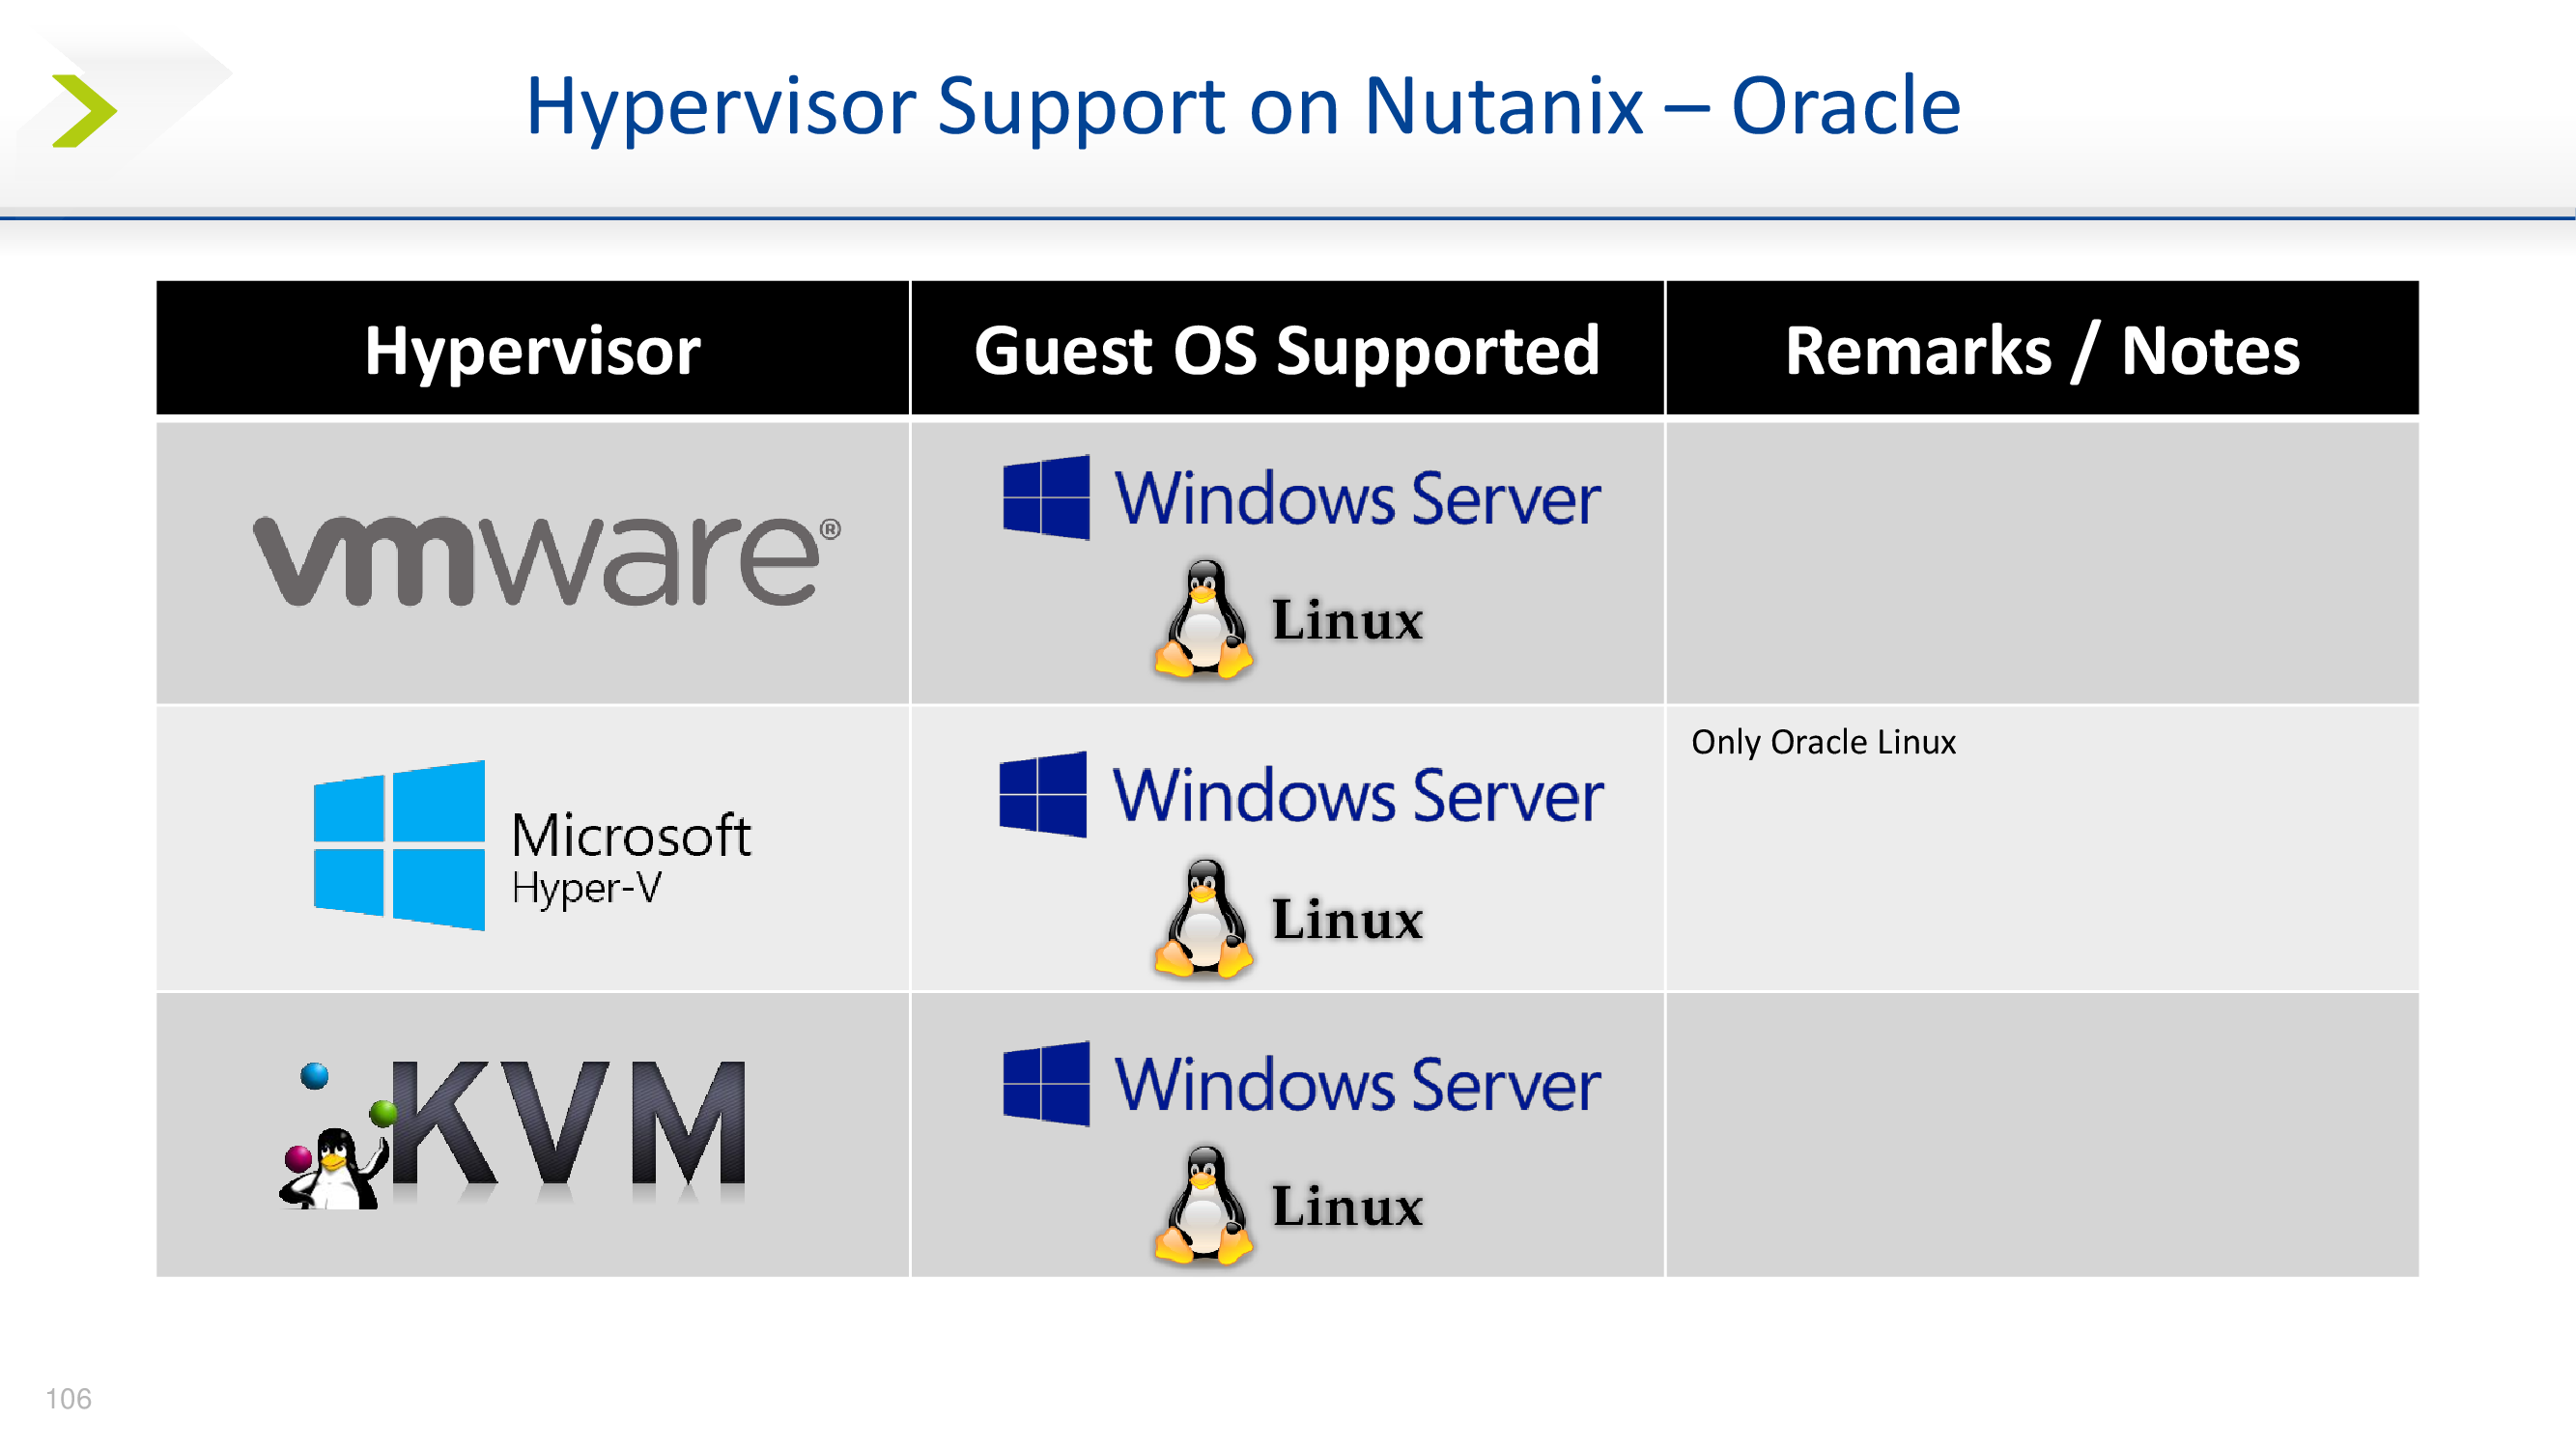 Hypervisor Support on Nutanix – Oracle
Hypervisor
Guest OS Supported
Remarks / Notes
vmware®
Windows Server
Linux
Microsoft
Hyper-V
Windows Server
Linux
Only Oracle Linux
KVM
Windows Server
Linux
106